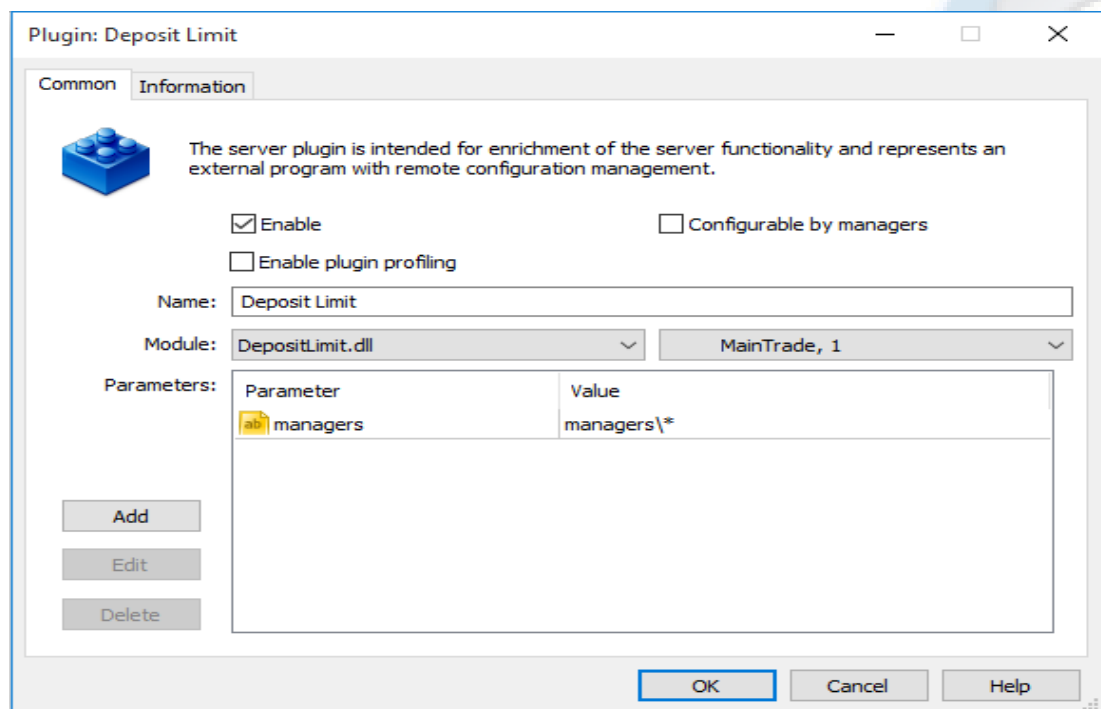 Plugin: Deposit Limit
Common
Information
The server plugin is intended for enrichment of the server functionality and represents an
external program with remote configuration management.
Enable
Configurable by managers
Enable plugin profiling
Name: Deposit Limit
Module: DepositLimit.dll MainTrade, 1
Parameters: Parameter Value
ab managers managers\*
Add
Edit
Delete
OK Cancel Help